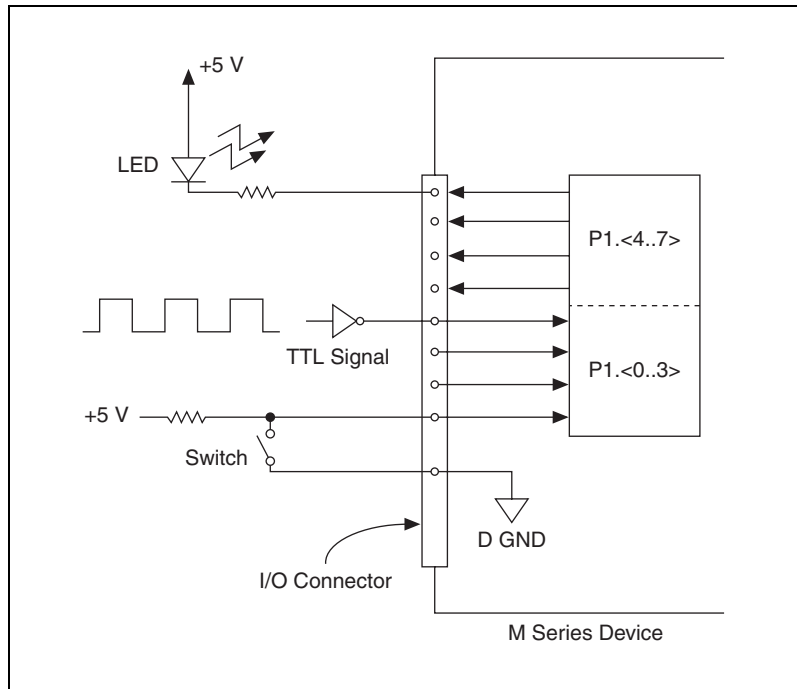 +5 V
LED
P1.<4..7>
TTL Signal
P1.<0..3>
+5 V
Switch
D GND
I/O Connector
M Series Device